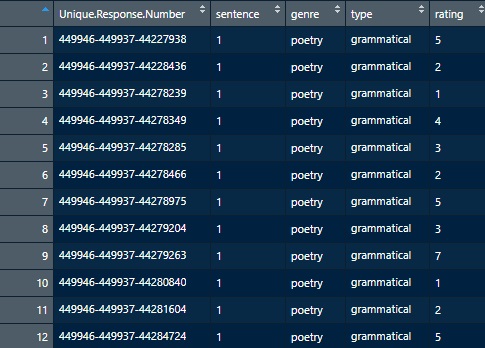 Unique.Response.Number sentence genre type rating
1 449946-449937-44227938 1 poetry grammatical 5
2 449946-449937-44228436 1 poetry grammatical 2
3 449946-449937-44278239 1 poetry grammatical 1
4 449946-449937-44278349 1 poetry grammatical 4
5 449946-449937-44278285 1 poetry grammatical 3
6 449946-449937-44278466 1 poetry grammatical 2
7 449946-449937-44278975 1 poetry grammatical 5
8 449946-449937-44279204 1 poetry grammatical 3
9 449946-449937-44279263 1 poetry grammatical 7
10 449946-449937-44280840 1 poetry grammatical 1
11 449946-449937-44281604 1 poetry grammatical 2
12 449946-449937-44284724 1 poetry grammatical 5